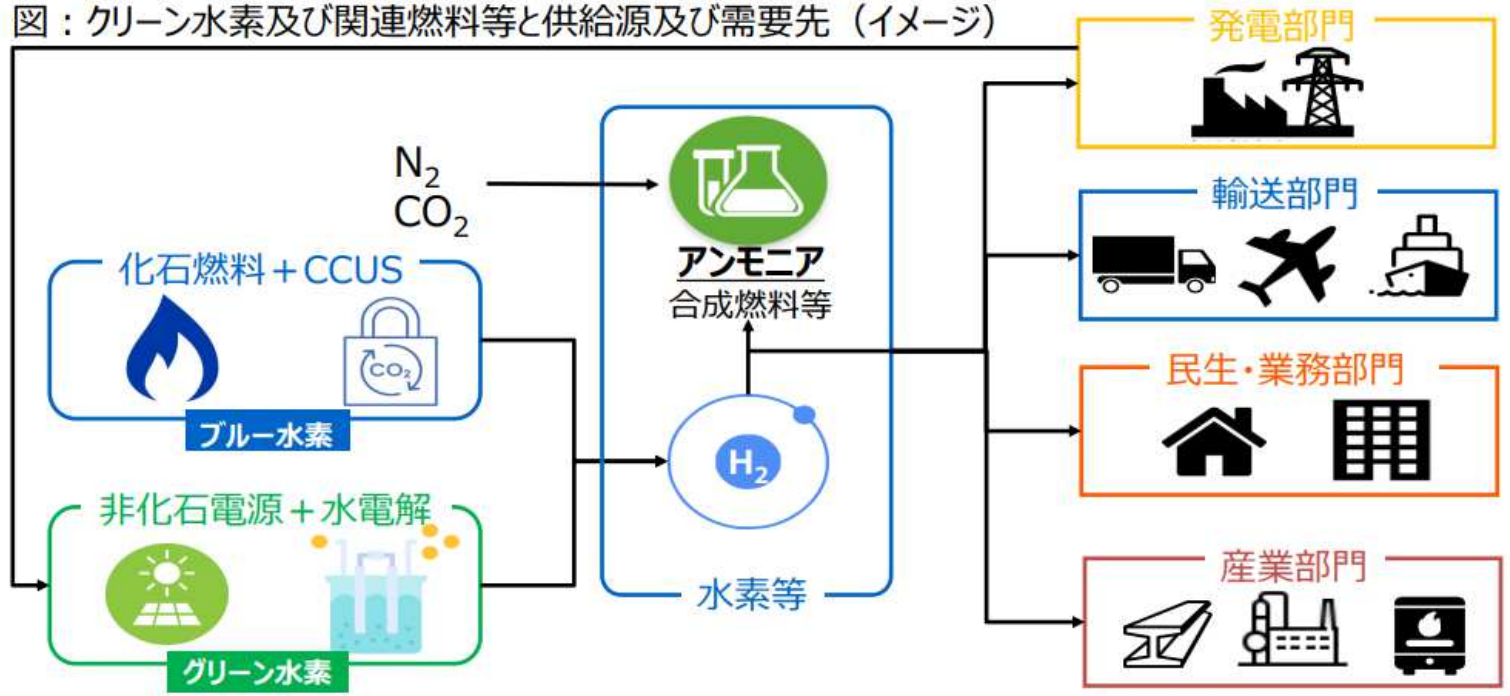 図：クリーン水素及び関連燃料等と供給源及び需要先（イメージ）
発電部門
N₂
CO₂
アンモニア
合成燃料等
輸送部門
化石燃料＋CCUS
CO₂
ブルー水素
民生・業務部門
H₂
非化石電源＋水電解
グリーン水素
水素等
産業部門